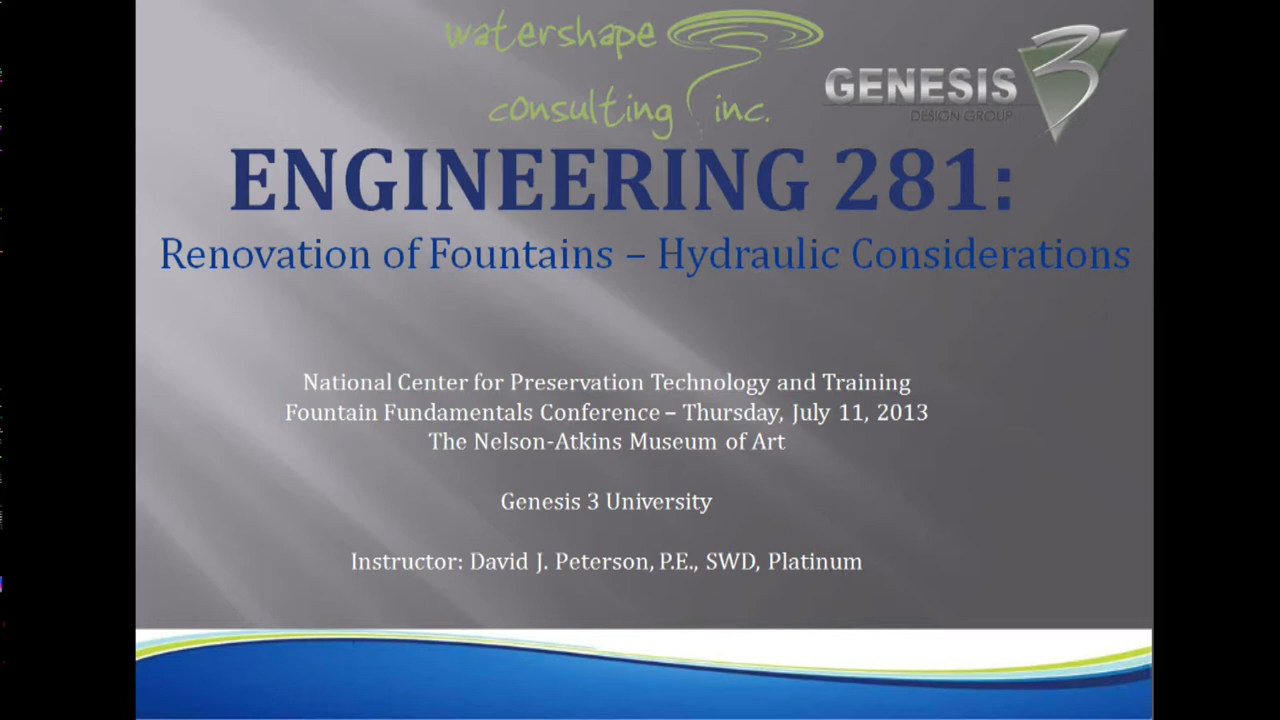 watershape
consulting inc.
GENESIS 3
DESIGN GROUP
ENGINEERING 281:
Renovation of Fountains – Hydraulic Considerations
National Center for Preservation Technology and Training
Fountain Fundamentals Conference – Thursday, July 11, 2013
The Nelson-Atkins Museum of Art
Genesis 3 University
Instructor: David J. Peterson, P.E., SWD, Platinum